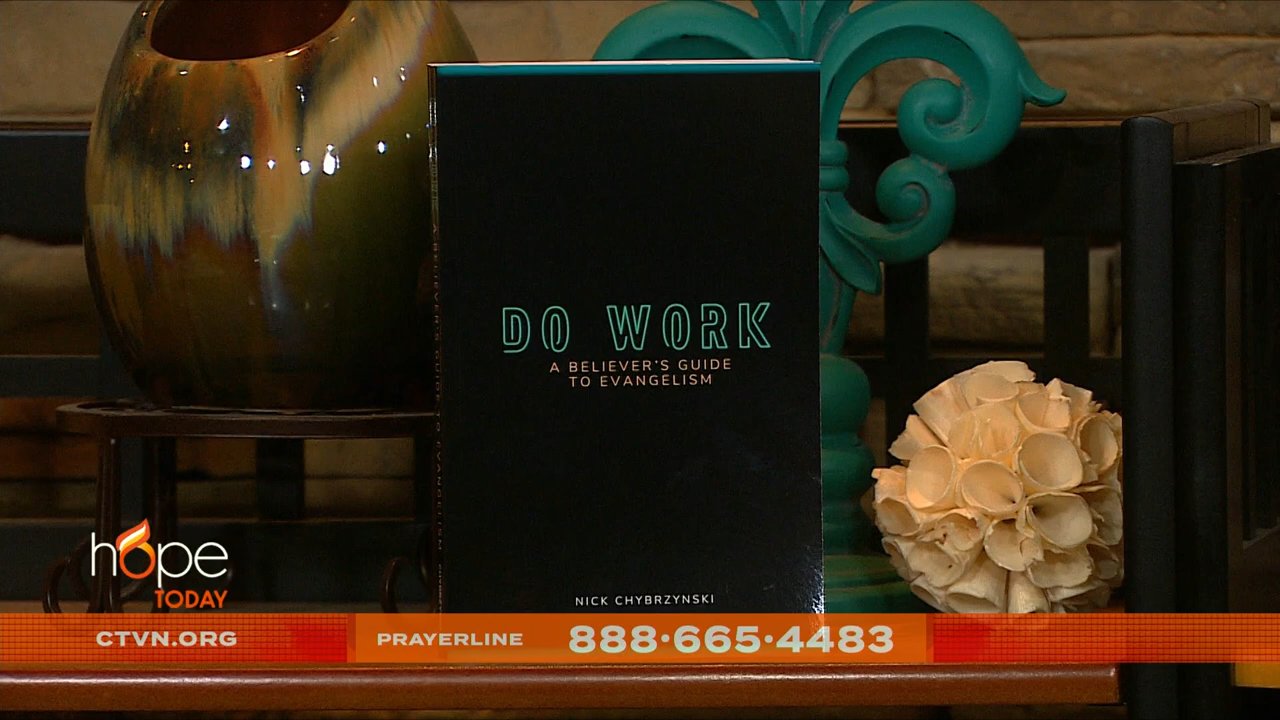 DO WORK
A BELIEVER'S GUIDE
TO EVANGELISM
NICK CHYBRZYNSKI
hope
TODAY
CTVN.ORG
PRAYERLINE
888·665·4483